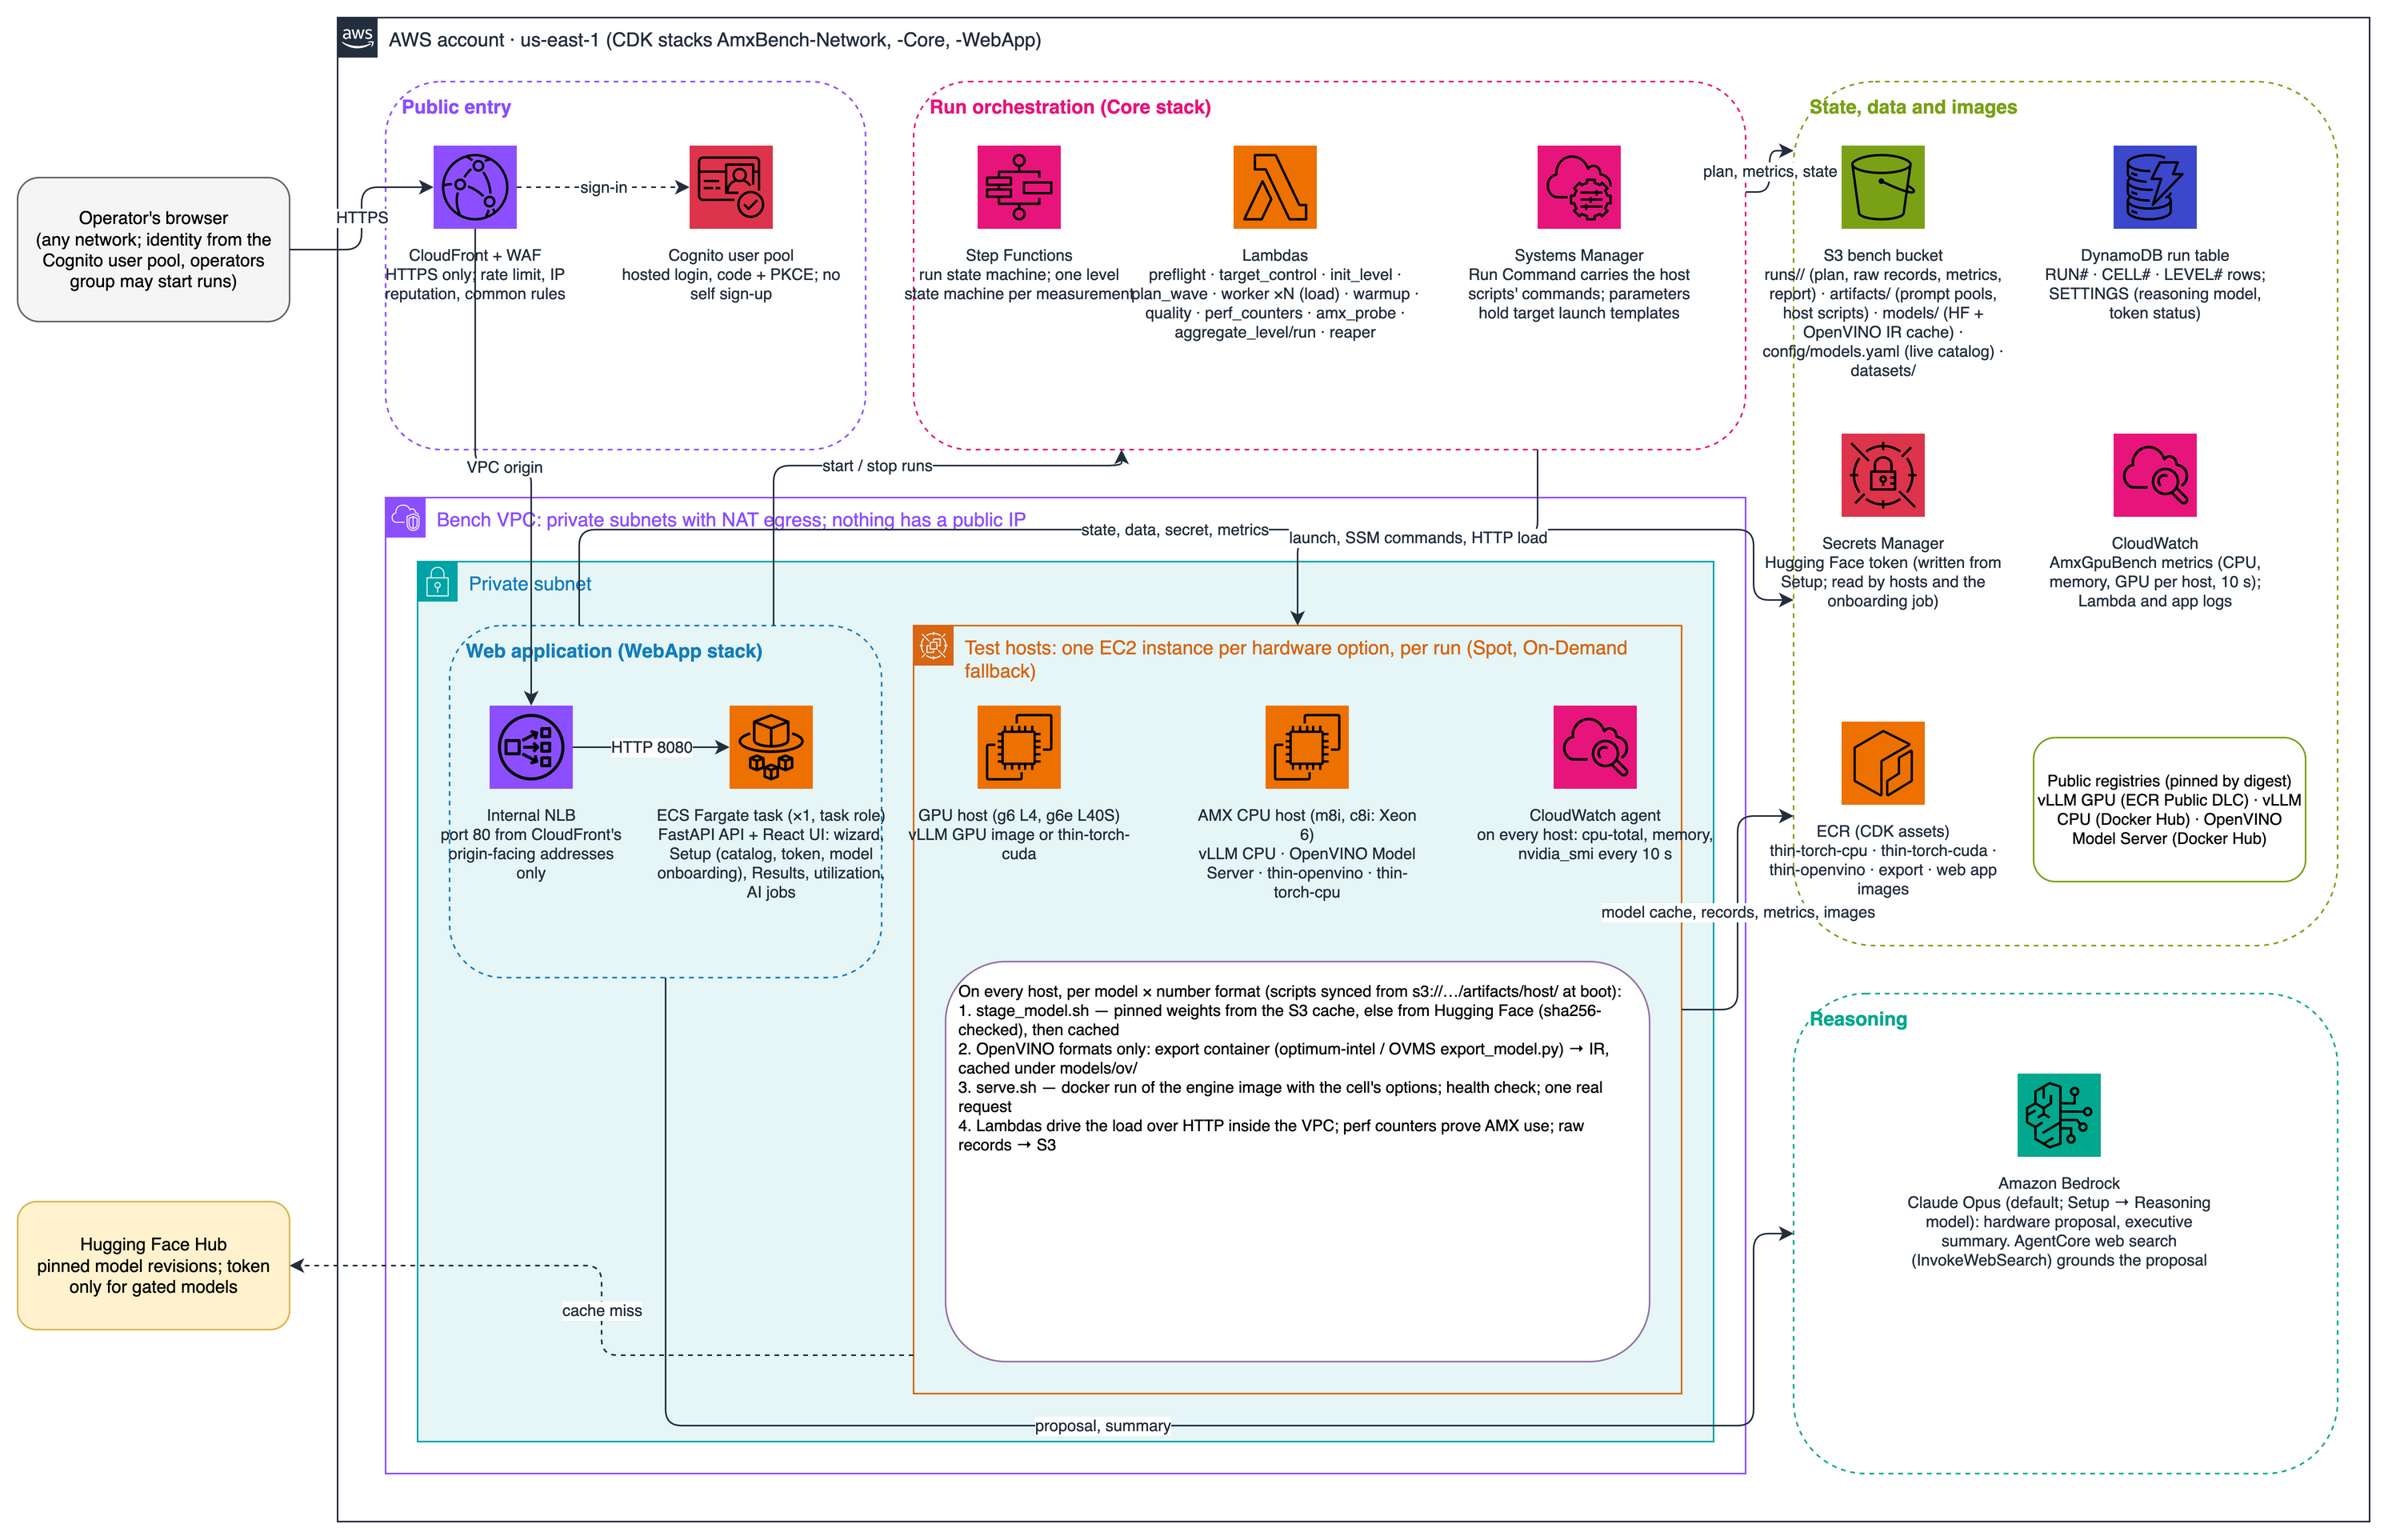 aws
AWS account · us-east-1 (CDK stacks AmxBench-Network, -Core, -WebApp)
Operator's browser
(any network; identity from the
Cognito user pool, operators
group may start runs)
HTTPS
Public entry
sign-in
CloudFront + WAF
HTTPS only; rate limit, IP
reputation, common rules
Cognito user pool
hosted login, code + PKCE; no
self sign-up
Run orchestration (Core stack)
Step Functions
run state machine; one level
state machine per measurement
Lambdas
preflight · target_control · init_level ·
plan_wave · worker ×N (load) · warmup ·
quality · perf_counters · amx_probe ·
aggregate_level/run · reaper
Systems Manager
Run Command carries the host
scripts' commands; parameters
hold target launch templates
plan, metrics, state
State, data and images
S3 bench bucket
runs// (plan, raw records, metrics,
report) · artifacts/ (prompt pools,
host scripts) · models/ (HF +
OpenVINO IR cache) ·
config/models.yaml (live catalog) ·
datasets/
DynamoDB run table
RUN# · CELL# · LEVEL# rows;
SETTINGS (reasoning model,
token status)
VPC origin
start / stop runs
Secrets Manager
Hugging Face token (written from
Setup; read by hosts and the
onboarding job)
CloudWatch
AmxGpuBench metrics (CPU,
memory, GPU per host, 10 s);
Lambda and app logs
Bench VPC: private subnets with NAT egress; nothing has a public IP
state, data, secret, metrics
launch, SSM commands, HTTP load
Private subnet
Web application (WebApp stack)
HTTP 8080
Internal NLB
port 80 from CloudFront's
origin-facing addresses
only
ECS Fargate task (×1, task role)
FastAPI API + React UI: wizard,
Setup (catalog, token, model
onboarding), Results, utilization,
AI jobs
Test hosts: one EC2 instance per hardware option, per run (Spot, On-Demand
fallback)
GPU host (g6 L4, g6e L40S)
vLLM GPU image or thin-torch-
cuda
AMX CPU host (m8i, c8i: Xeon
6)
vLLM CPU · OpenVINO Model
Server · thin-openvino · thin-
torch-cpu
CloudWatch agent
on every host: cpu-total, memory,
nvidia_smi every 10 s
ECR (CDK assets)
thin-torch-cpu · thin-torch-cuda ·
thin-openvino · export · web app
images
Public registries (pinned by digest)
vLLM GPU (ECR Public DLC) · vLLM
CPU (Docker Hub) · OpenVINO
Model Server (Docker Hub)
model cache, records, metrics, images
On every host, per model × number format (scripts synced from s3://…/artifacts/host/ at boot):
1. stage_model.sh — pinned weights from the S3 cache, else from Hugging Face (sha256-
checked), then cached
2. OpenVINO formats only: export container (optimum-intel / OVMS export_model.py) → IR,
cached under models/ov/
3. serve.sh — docker run of the engine image with the cell's options; health check; one real
request
4. Lambdas drive the load over HTTP inside the VPC; perf counters prove AMX use; raw
records → S3
Reasoning
Amazon Bedrock
Claude Opus (default; Setup → Reasoning
model): hardware proposal, executive
summary. AgentCore web search
(InvokeWebSearch) grounds the proposal
Hugging Face Hub
pinned model revisions; token
only for gated models
cache miss
proposal, summary